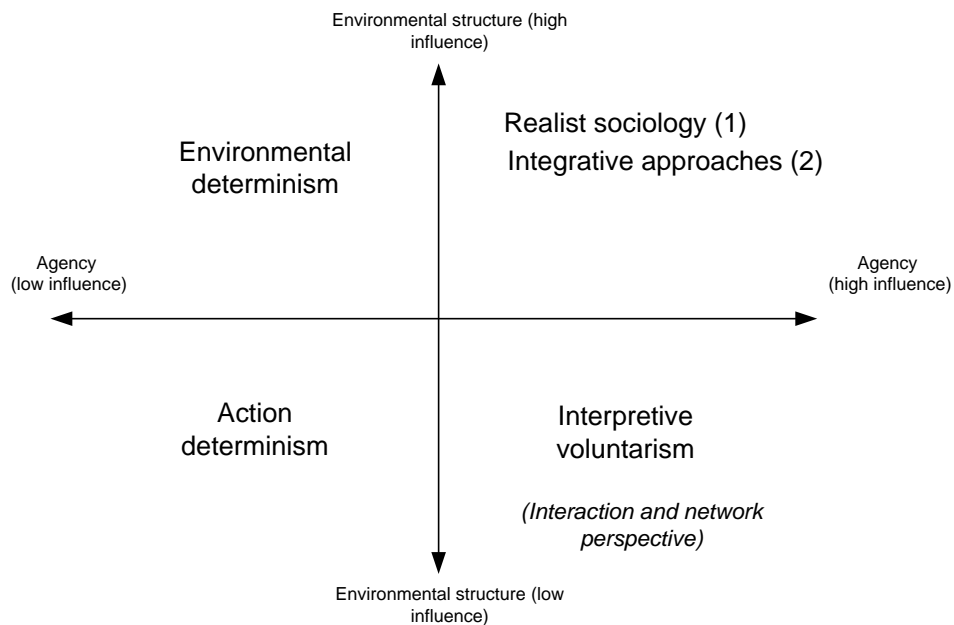 Environmental structure (high
influence)
Realist sociology (1)
Integrative approaches (2)
Environmental
determinism
Agency
(low influence)
Agency
(high influence)
Action
determinism
Interpretive
voluntarism
(Interaction and network
perspective)
Environmental structure (low
influence)